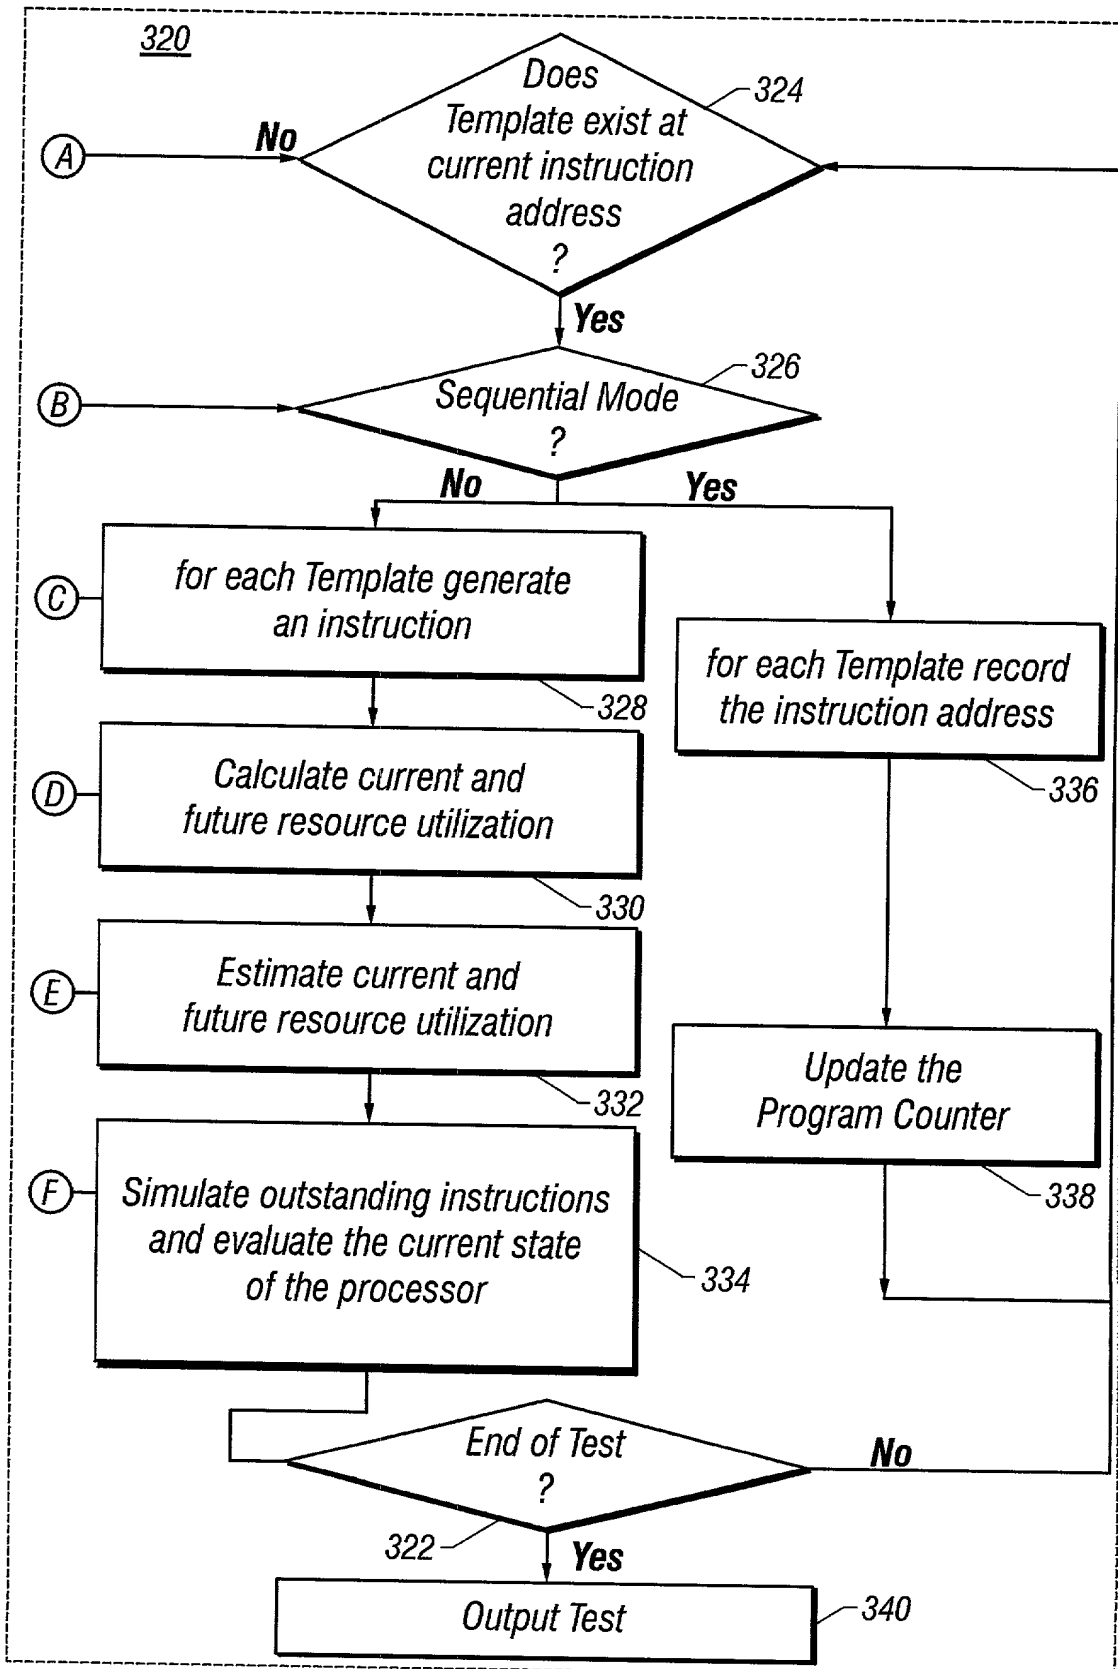 320
Does
Template exist at
current instruction
address
?
324
A
No
Yes
326
B
Sequential Mode
?
No
Yes
C
for each Template generate
an instruction
328
for each Template record
the instruction address
336
D
Calculate current and
future resource utilization
330
E
Estimate current and
future resource utilization
332
Update the
Program Counter
338
F
Simulate outstanding instructions
and evaluate the current state
of the processor
334
End of Test
?
No
322
Yes
Output Test
340